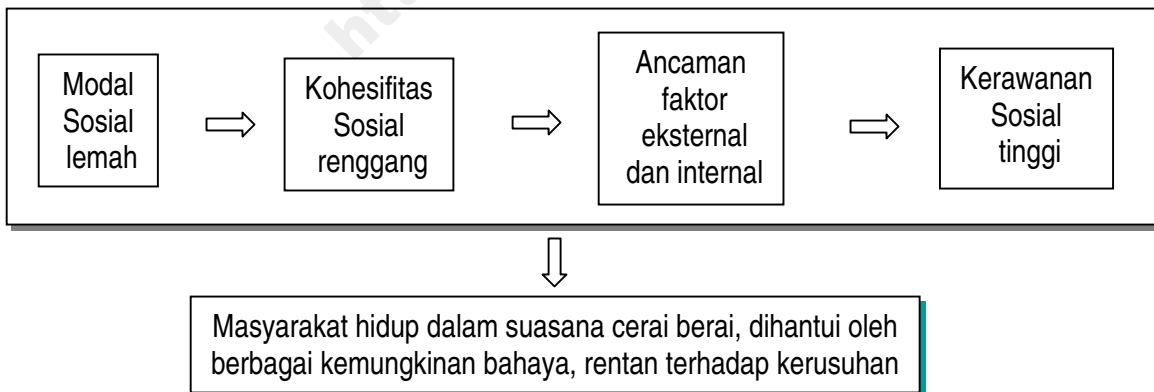 htt
Modal
Sosial
lemah
Kohesifitas
Sosial
renggang
Ancaman
faktor
eksternal
dan internal
Kerawanan
Sosial
tinggi
Masyarakat hidup dalam suasana cerai berai, dihantui oleh
berbagai kemungkinan bahaya, rentan terhadap kerusuhan